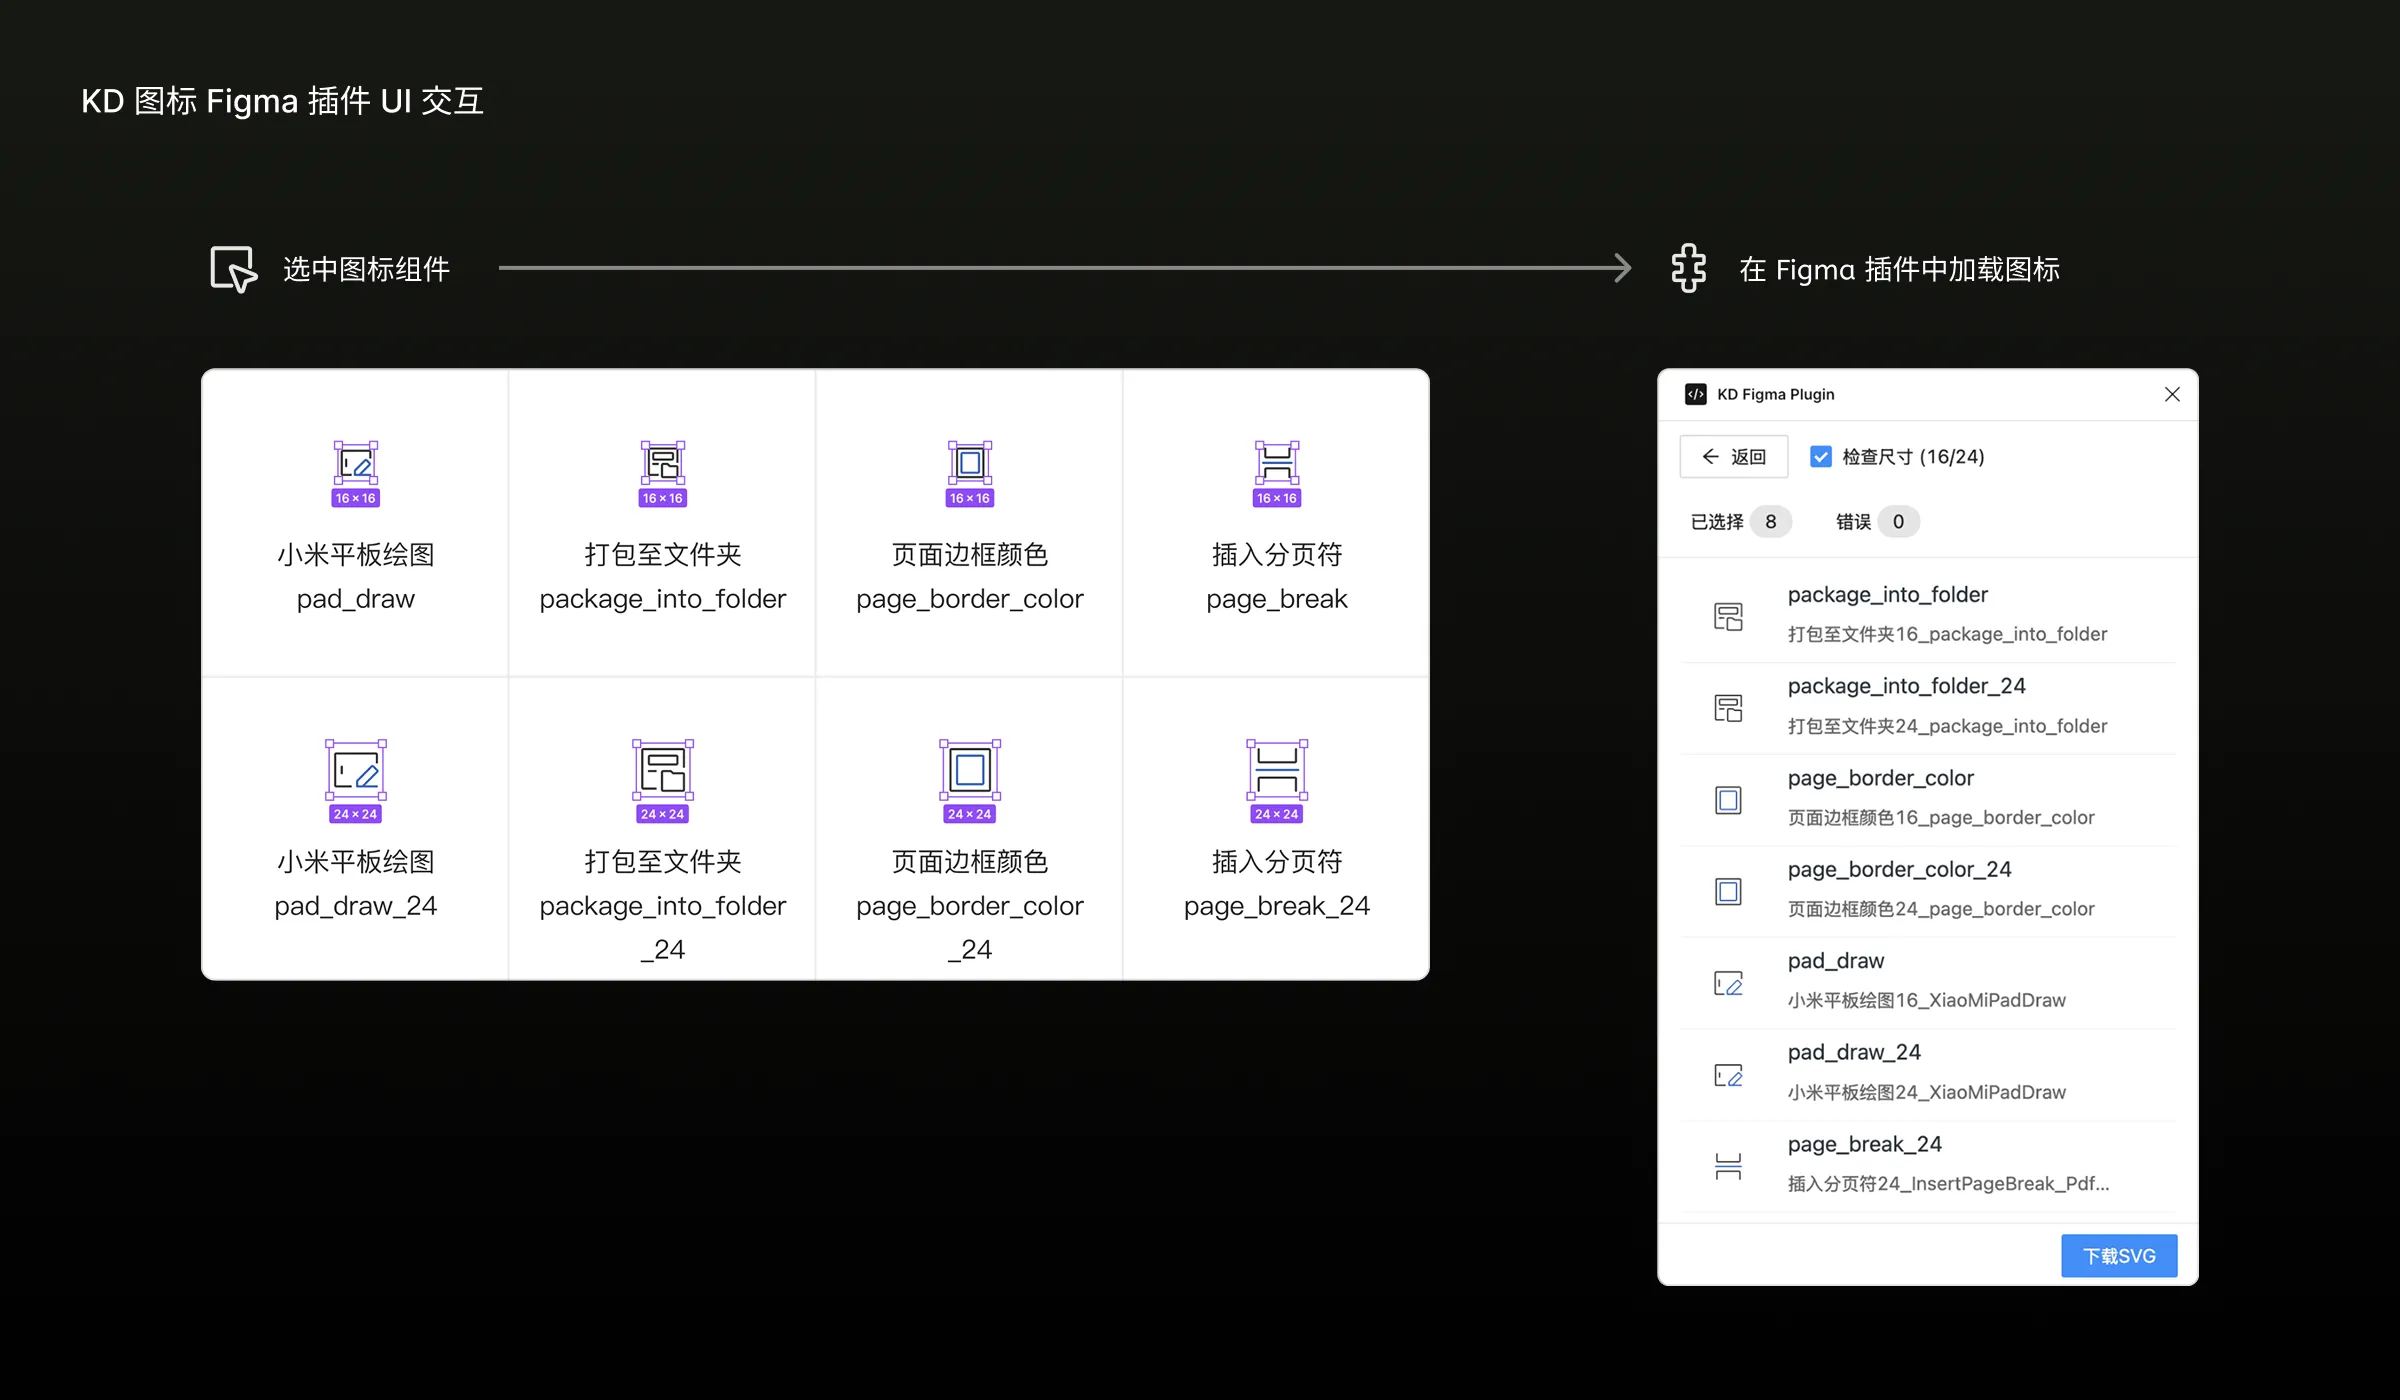 KD 图标 Figma 插件 UI 交互
选中图标组件
在 Figma 插件中加载图标
16×16
16×16
16×16
16×16
小米平板绘图
pad_draw
打包至文件夹
package_into_folder
页面边框颜色
page_border_color
插入分页符
page_break
24×24
24×24
24×24
24×24
小米平板绘图
pad_draw_24
打包至文件夹
package_into_folder
_24
页面边框颜色
page_border_color
_24
插入分页符
page_break_24
KD Figma Plugin
返回
检查尺寸 (16/24)
已选择 8
错误 0
package_into_folder
打包至文件夹16_package_into_folder
package_into_folder_24
打包至文件夹24_package_into_folder
page_border_color
页面边框颜色16_page_border_color
page_border_color_24
页面边框颜色24_page_border_color
pad_draw
小米平板绘图16_XiaoMiPadDraw
pad_draw_24
小米平板绘图24_XiaoMiPadDraw
page_break_24
插入分页符24_InsertPageBreak_Pdf...
下载SVG